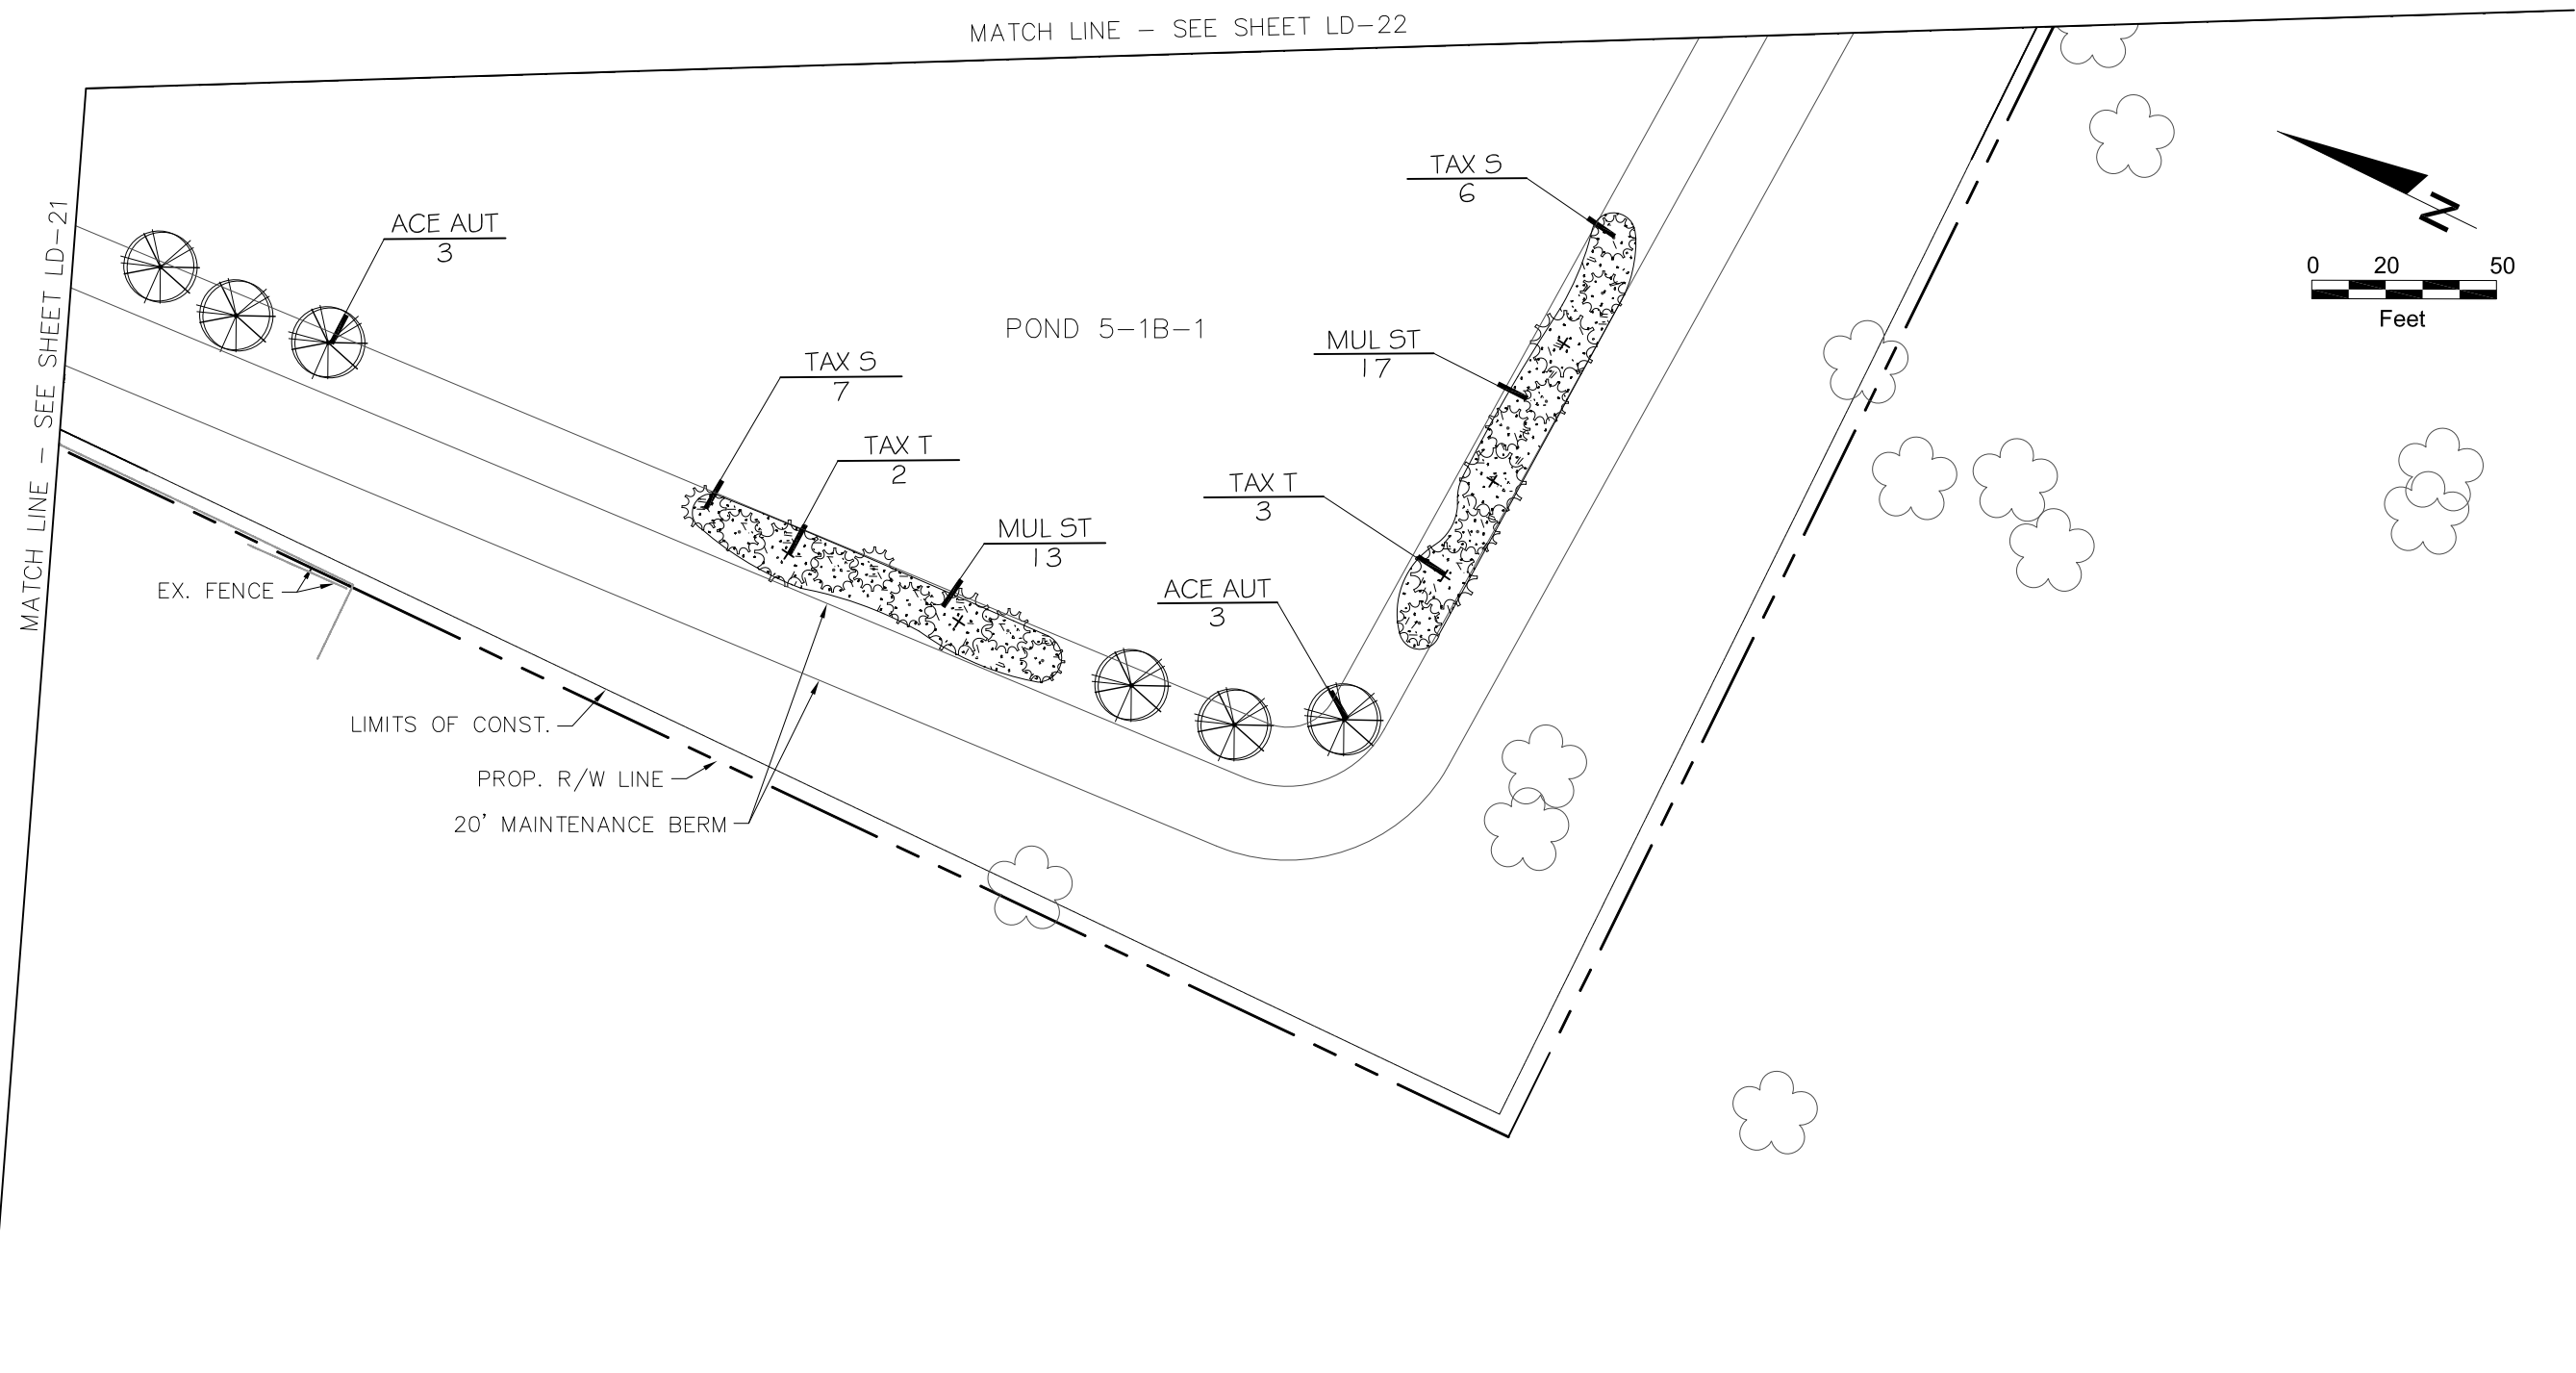 MATCH LINE - SEE SHEET LD-22
MATCH LINE - SEE SHEET LD-21
TAX S
6
ACE AUT
3
N
0 20 50
Feet
POND 5-1B-1
MUL ST
17
TAX S
7
TAX T
2
TAX T
3
MUL ST
13
ACE AUT
3
EX. FENCE
LIMITS OF CONST.
PROP. R/W LINE
20' MAINTENANCE BERM